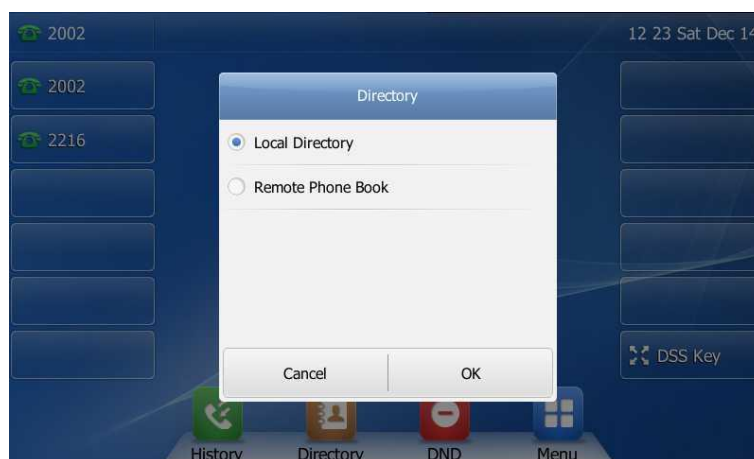 2002
12 23 Sat Dec 14
2002
2216
Directory
Local Directory
Remote Phone Book
Cancel
OK
DSS Key
History
Directory
DND
Menu